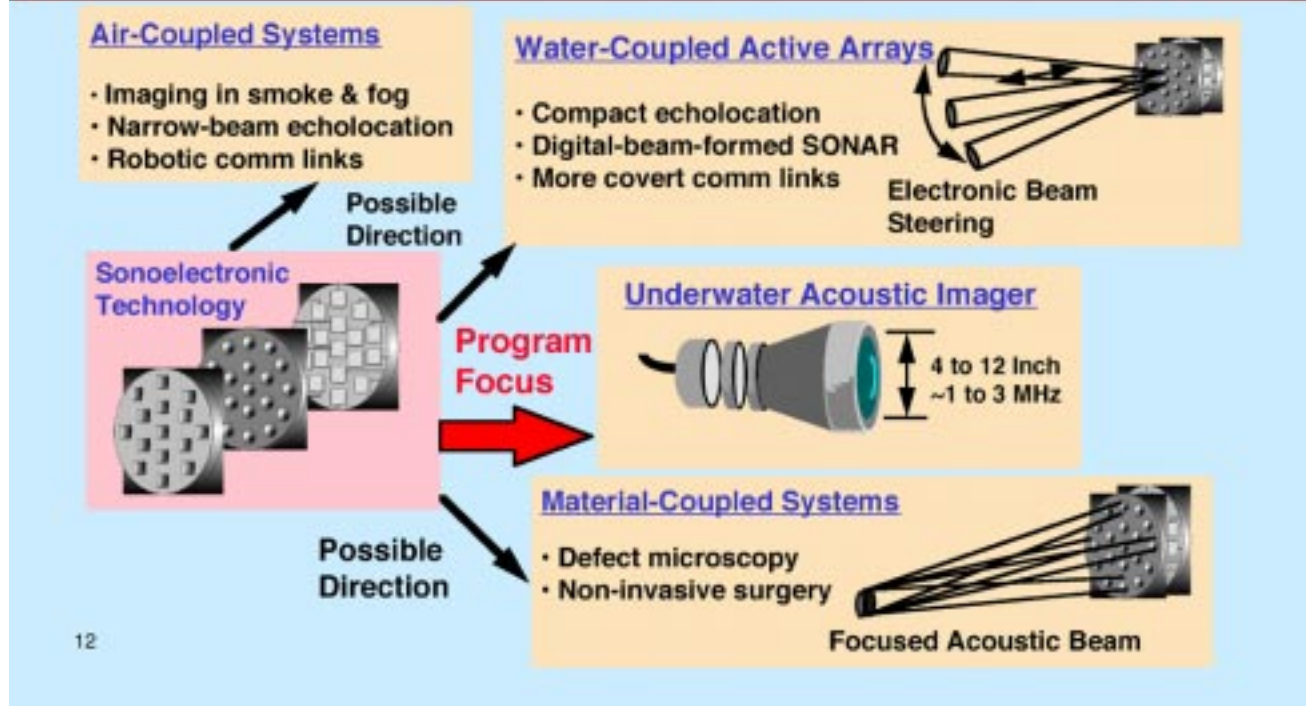 Air-Coupled Systems
· Imaging in smoke & fog
· Narrow-beam echolocation
· Robotic comm links
Water-Coupled Active Arrays
· Compact echolocation
· Digital-beam-formed SONAR
· More covert comm links
Electronic Beam
Steering
Possible
Direction
Sonoelectronic
Technology
Program
Focus
Underwater Acoustic Imager
4 to 12 Inch
~1 to 3 MHz
Possible
Direction
Material-Coupled Systems
· Defect microscopy
· Non-invasive surgery
Focused Acoustic Beam
12